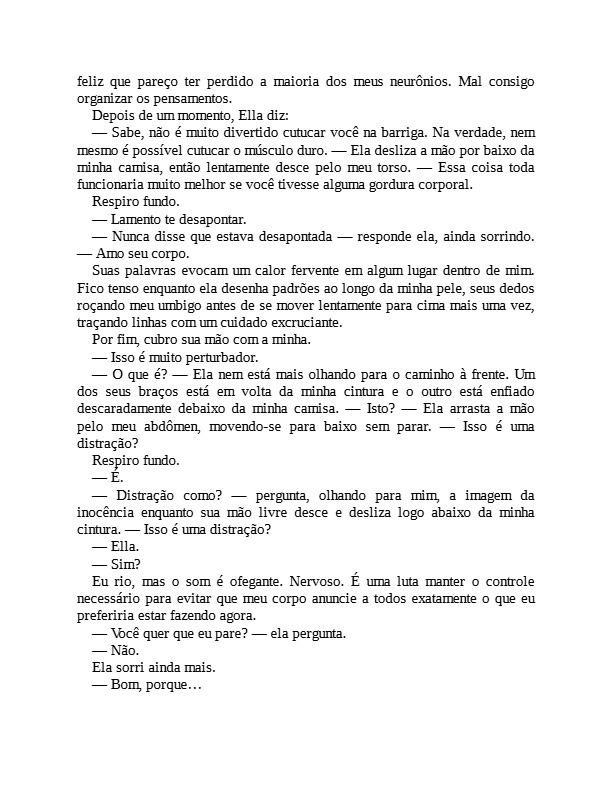 feliz que pareço ter perdido a maioria dos meus neurônios. Mal consigo
organizar os pensamentos.
Depois de um momento, Ella diz:
— Sabe, não é muito divertido cutucar você na barriga. Na verdade, nem
mesmo é possível cutucar o músculo duro. — Ela desliza a mão por baixo da
minha camisa, então lentamente desce pelo meu torso. — Essa coisa toda
funcionaria muito melhor se você tivesse alguma gordura corporal.
Respiro fundo.
— Lamento te desapontar.
— Nunca disse que estava desapontada — responde ela, ainda sorrindo.
— Amo seu corpo.
Suas palavras evocam um calor fervente em algum lugar dentro de mim.
Fico tenso enquanto ela desenha padrões ao longo da minha pele, seus dedos
roçando meu umbigo antes de se mover lentamente para cima mais uma vez,
traçando linhas com um cuidado excruciante.
Por fim, cubro sua mão com a minha.
— Isso é muito perturbador.
— O que é? — Ela nem está mais olhando para o caminho à frente. Um
dos seus braços está em volta da minha cintura e o outro está enfiado
descaradamente debaixo da minha camisa. — Isto? — Ela arrasta a mão
pelo meu abdômen, movendo-se para baixo sem parar. — Isso é uma
distração?
Respiro fundo.
— É.
— Distração como? — pergunta, olhando para mim, a imagem da
inocência enquanto sua mão livre desce e desliza logo abaixo da minha
cintura. — Isso é uma distração?
— Ella.
— Sim?
Eu rio, mas o som é ofegante. Nervoso. É uma luta manter o controle
necessário para evitar que meu corpo anuncie a todos exatamente o que eu
preferiria estar fazendo agora.
— Você quer que eu pare? — ela pergunta.
— Não.
Ela sorri ainda mais.
— Bom, porque…